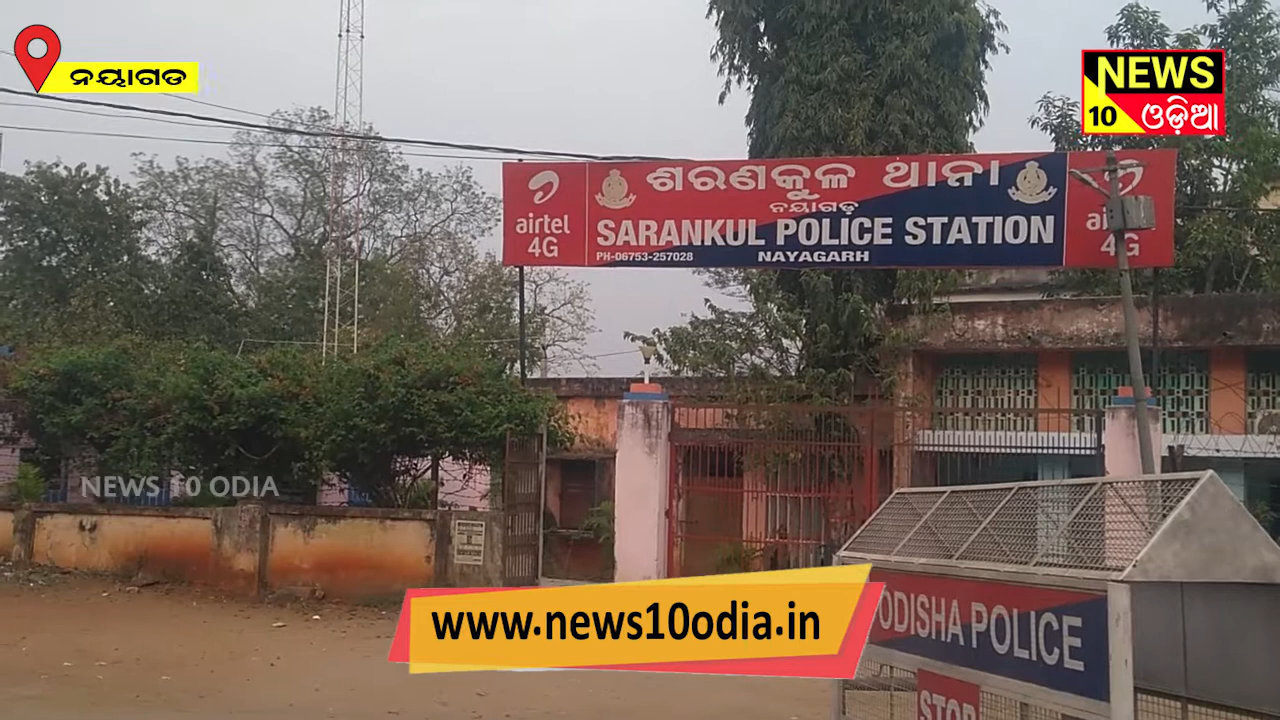 ନୟାଗଡ
NEWS
10 ଓଡ଼ିଆ
ଶରଣକୁଳ ଥାନା
ନୟାଗଡ଼
airtel
4G
SARANKUL POLICE STATION
PH-06753-257028
NAYAGARH
airtel
4G
NEWS 10 ODIA
www.news10odia.in
ODISHA POLICE
STOP